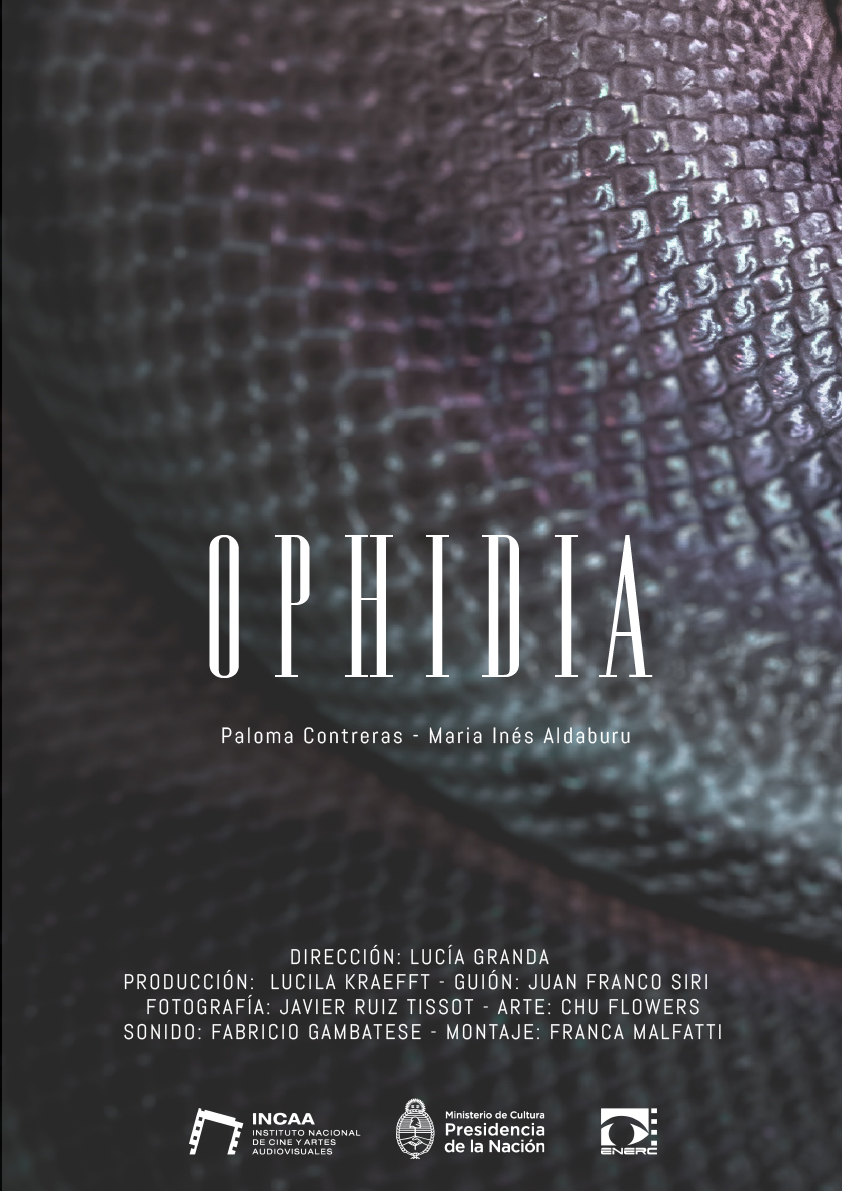 OPHIDIA
Paloma Contreras - Maria Inés Aldaburu
DIRECCIÓN: LUCÍA GRANDA
PRODUCCIÓN: LUCILA KRAEFFT - GUIÓN: JUAN FRANCO SIRI
FOTOGRAFÍA: JAVIER RUIZ TISSOT - ARTE: CHU FLOWERS
SONIDO: FABRICIO GAMBATESE - MONTAJE: FRANCA MALFATTI
INCAA
INSTITUTO NACIONAL
DE CINE Y ARTES
AUDIOVISUALES
Ministerio de Cultura
Presidencia
de la Nación
ENERC